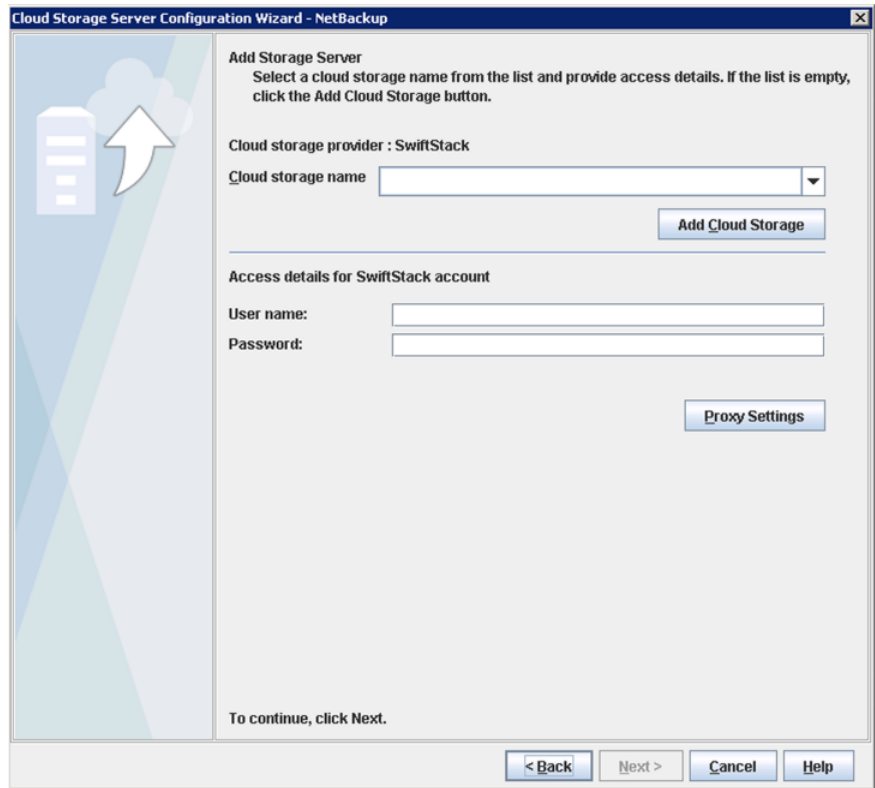 Cloud Storage Server Configuration Wizard - NetBackup
Add Storage Server
Select a cloud storage name from the list and provide access details. If the list is empty,
click the Add Cloud Storage button.
Cloud storage provider : SwiftStack
Cloud storage name
Add Cloud Storage
Access details for SwiftStack account
User name:
Password:
Proxy Settings
To continue, click Next.
< Back
Next >
Cancel
Help